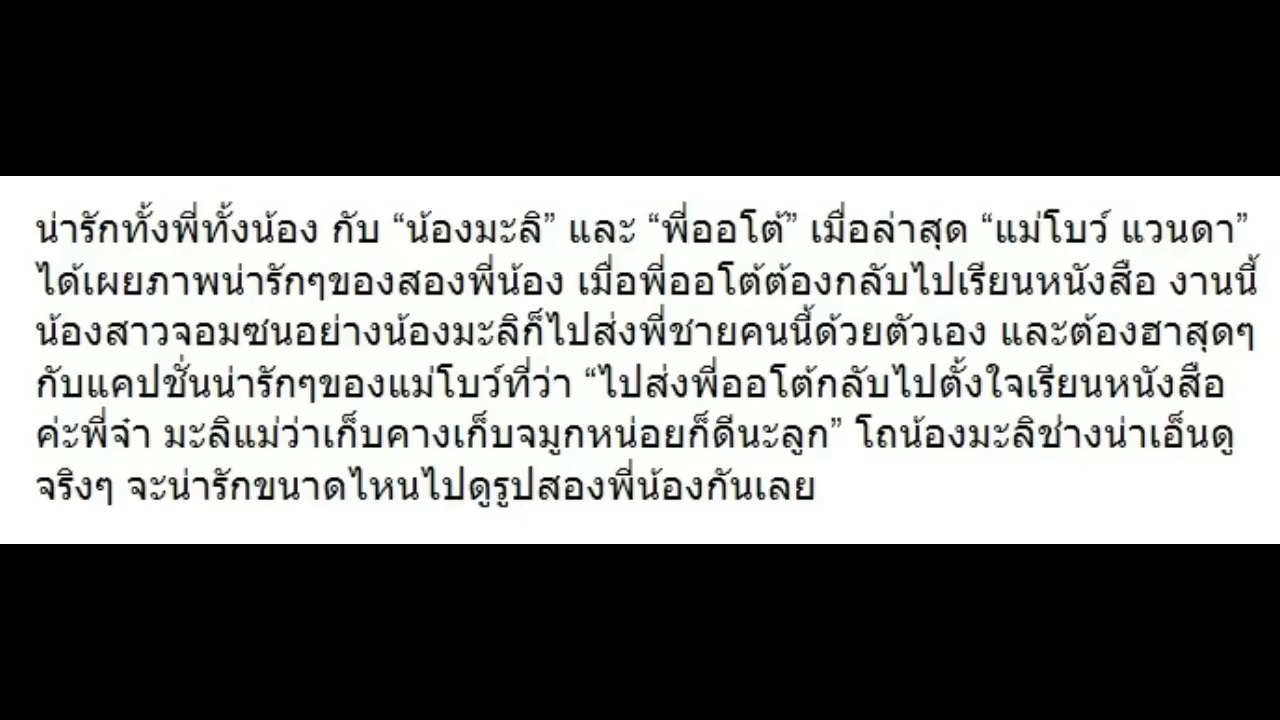 น่ารักทั้งพี่ทั้งน้อง กับ “น้องมะลิ” และ “พี่ออโต้” เมื่อล่าสุด “แม่โบว์ แวนดา”
ได้เผยภาพน่ารักๆของสองพี่น้อง เมื่อพี่ออโต้ต้องกลับไปเรียนหนังสือ งานนี้
น้องสาวจอมซนอย่างน้องมะลิก็ไปส่งพี่ชายคนนี้ด้วยตัวเอง และต้องฮาสุดๆ
กับแคปชั่นน่ารักๆของแม่โบว์ที่ว่า “ไปส่งพี่ออโต้กลับไปตั้งใจเรียนหนังสือ
ค่ะพี่จ๋า มะลิแม่ว่าเก็บคางเก็บจมูกหน่อยก็ดีนะลูก” โถน้องมะลิช่างน่าเอ็นดู
จริงๆ จะน่ารักขนาดไหนไปดูรูปสองพี่น้องกันเลย